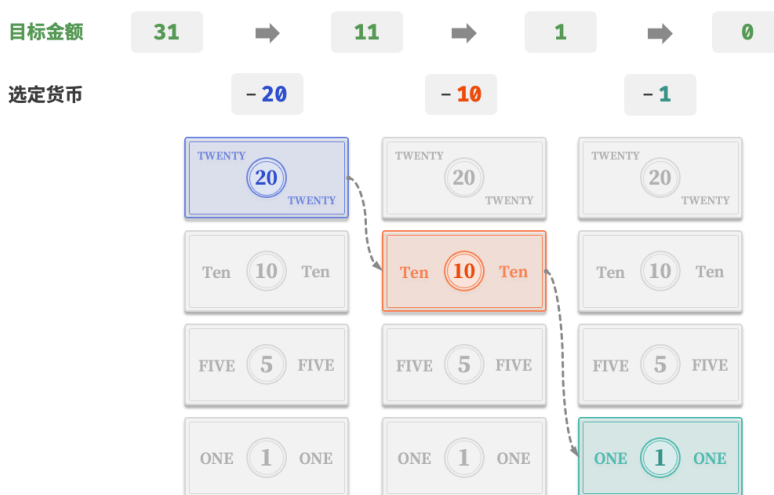 目标金额 31 11 1 0
选定货币 - 20 - 10 - 1
TWENTY TWENTY TWENTY
20 20 20
TWENTY TWENTY TWENTY
Ten 10 Ten Ten 10 Ten Ten 10 Ten
FIVE 5 FIVE FIVE 5 FIVE FIVE 5 FIVE
ONE 1 ONE ONE 1 ONE ONE 1 ONE